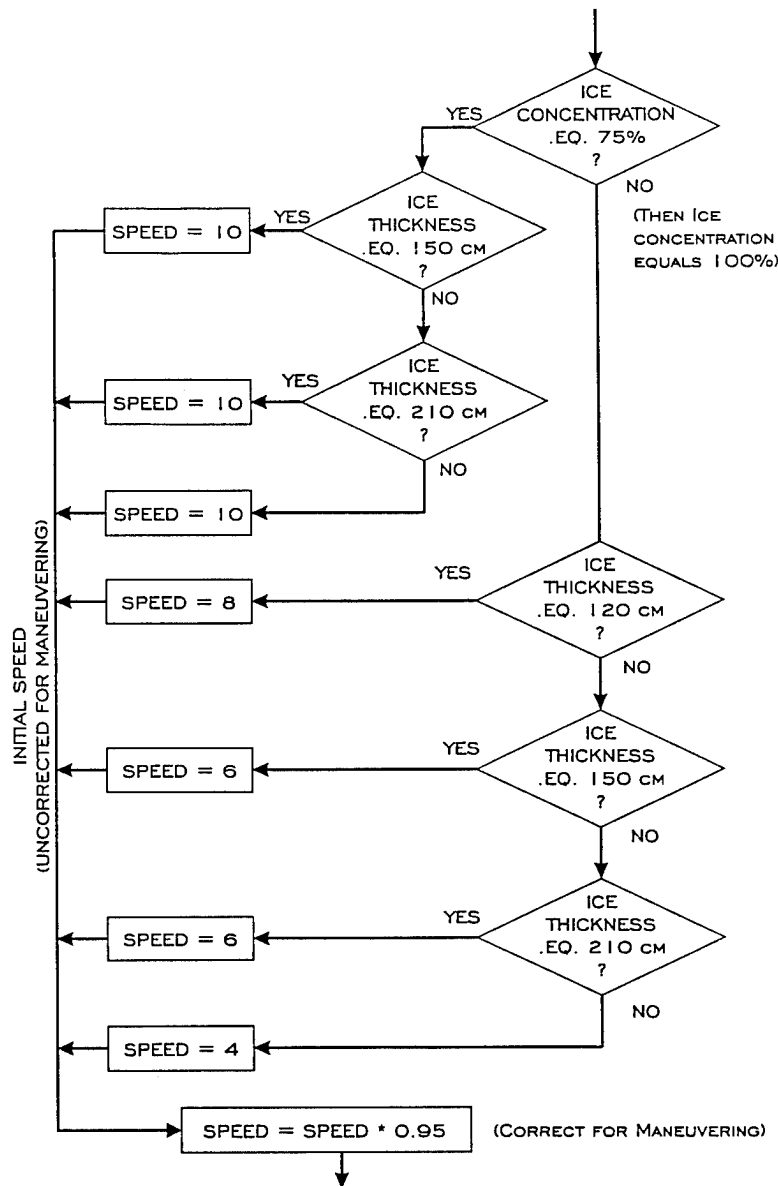 ICE
CONCENTRATION
.EQ. 75%
?
YES
NO
(THEN ICE
CONCENTRATION
EQUALS 100%)
ICE
THICKNESS
.EQ. 150 CM
?
YES
SPEED = 10
NO
ICE
THICKNESS
.EQ. 210 CM
?
YES
SPEED = 10
NO
SPEED = 10
ICE
THICKNESS
.EQ. 120 CM
?
YES
SPEED = 8
NO
ICE
THICKNESS
.EQ. 150 CM
?
YES
SPEED = 6
NO
ICE
THICKNESS
.EQ. 210 CM
?
YES
SPEED = 6
NO
SPEED = 4
INITIAL SPEED
(UNCORRECTED FOR MANEUVERING)
SPEED = SPEED * 0.95
(CORRECT FOR MANEUVERING)